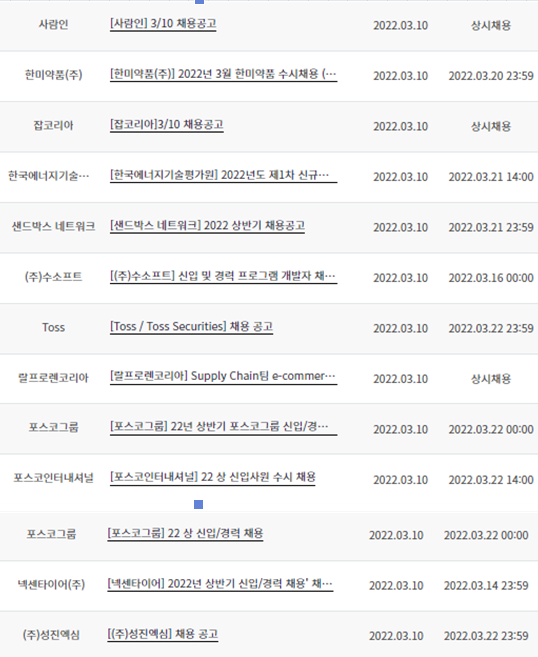 사람인 [사람인] 3/10 채용공고 2022.03.10 상시채용
한미약품(주) [한미약품(주)] 2022년 3월 한미약품 수시채용 (··· 2022.03.10 2022.03.20 23:59
잡코리아 [잡코리아]3/10 채용공고 2022.03.10 상시채용
한국에너지기술··· [한국에너지기술평가원] 2022년도 제1차 신규··· 2022.03.10 2022.03.21 14:00
샌드박스 네트워크 [샌드박스 네트워크] 2022 상반기 채용공고 2022.03.10 2022.03.21 23:59
(주)수소프트 [(주)수소프트] 신입 및 경력 프로그램 개발자 채··· 2022.03.10 2022.03.16 00:00
Toss [Toss / Toss Securities] 채용 공고 2022.03.10 2022.03.22 23:59
랄프로렌코리아 [랄프로렌코리아] Supply Chain팀 e-commer··· 2022.03.10 상시채용
포스코그룹 [포스코그룹] 22년 상반기 포스코그룹 신입/경··· 2022.03.10 2022.03.22 00:00
포스코인터내셔널 [포스코인터내셔널] 22 상 신입사원 수시 채용 2022.03.10 2022.03.22 14:00
포스코그룹 [포스코그룹] 22 상 신입/경력 채용 2022.03.10 2022.03.22 00:00
넥센타이어(주) [넥센타이어] 2022년 상반기 신입/경력 채용' 채··· 2022.03.10 2022.03.14 23:59
(주)성진엑심 [(주)성진엑심] 채용 공고 2022.03.10 2022.03.22 23:59